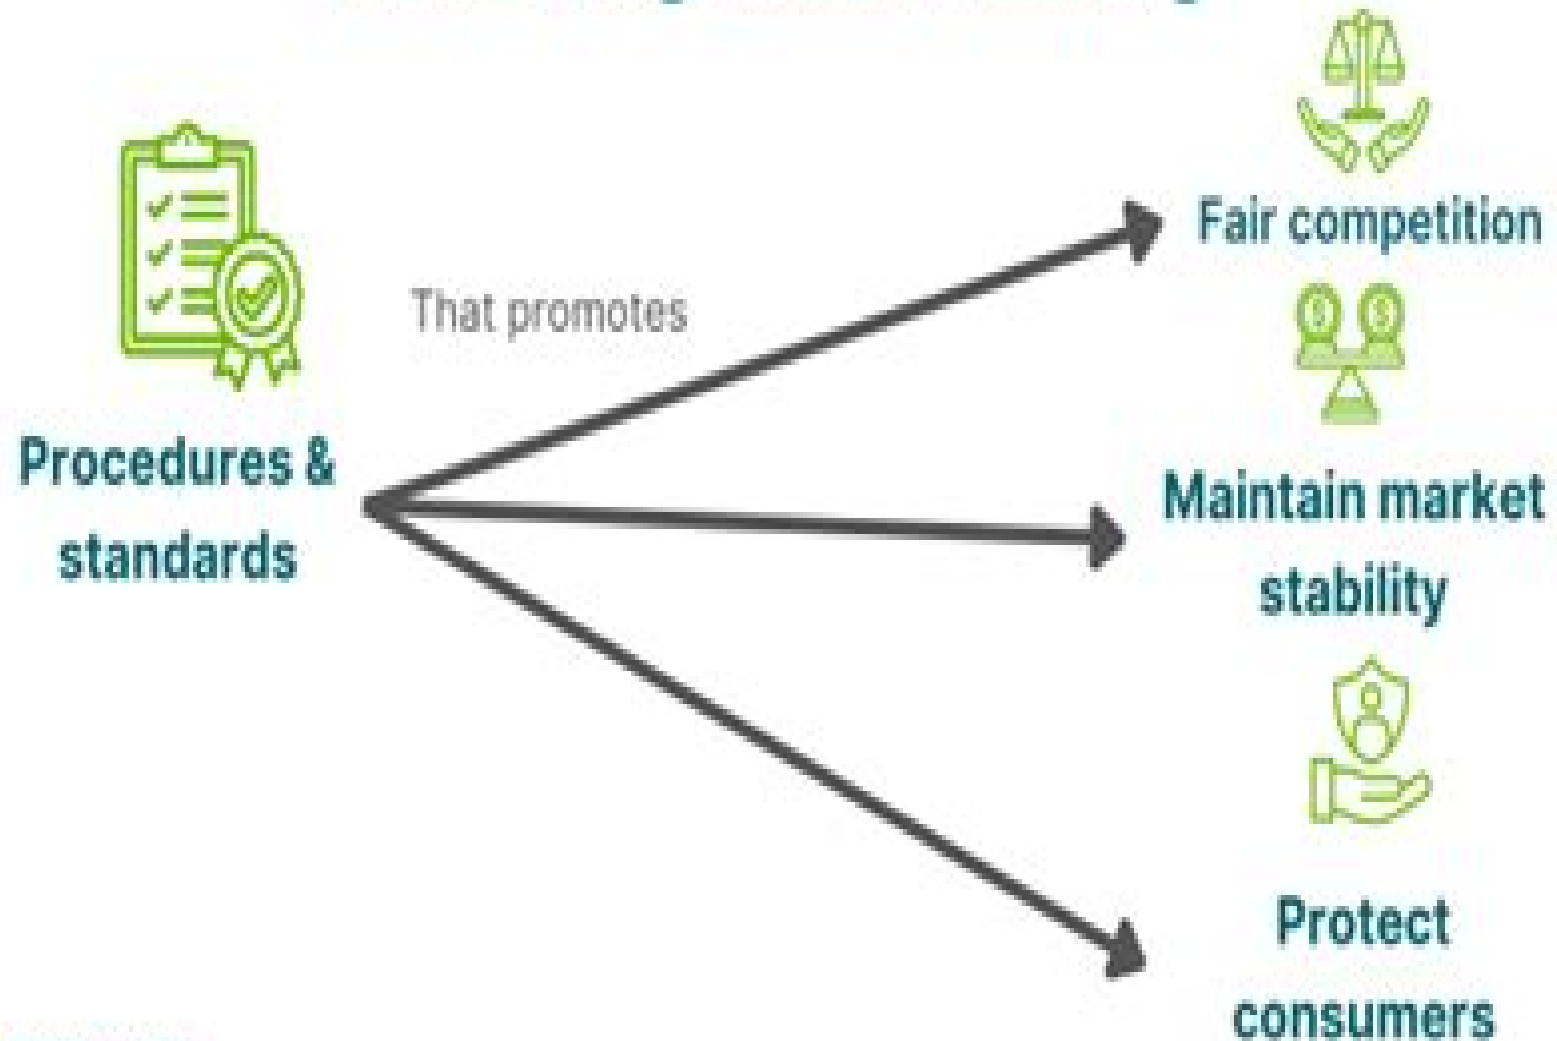 Fair competition
That promotes
Procedures &
standards
Maintain market
stability
Protect
consumers